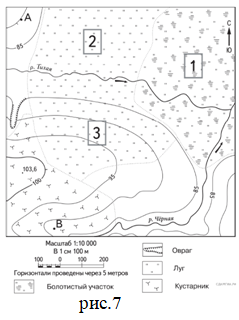 A
85
2
1
С
Ю
р. Тихая
3
103,6
100
95
85
р. Чёрная
B
Масштаб 1:10 000
В 1 см 100 м
100 0 100 200
Горизонтали проведены через 5 метров
Болотистый участок
Овраг
Луг
Кустарник
рис.7